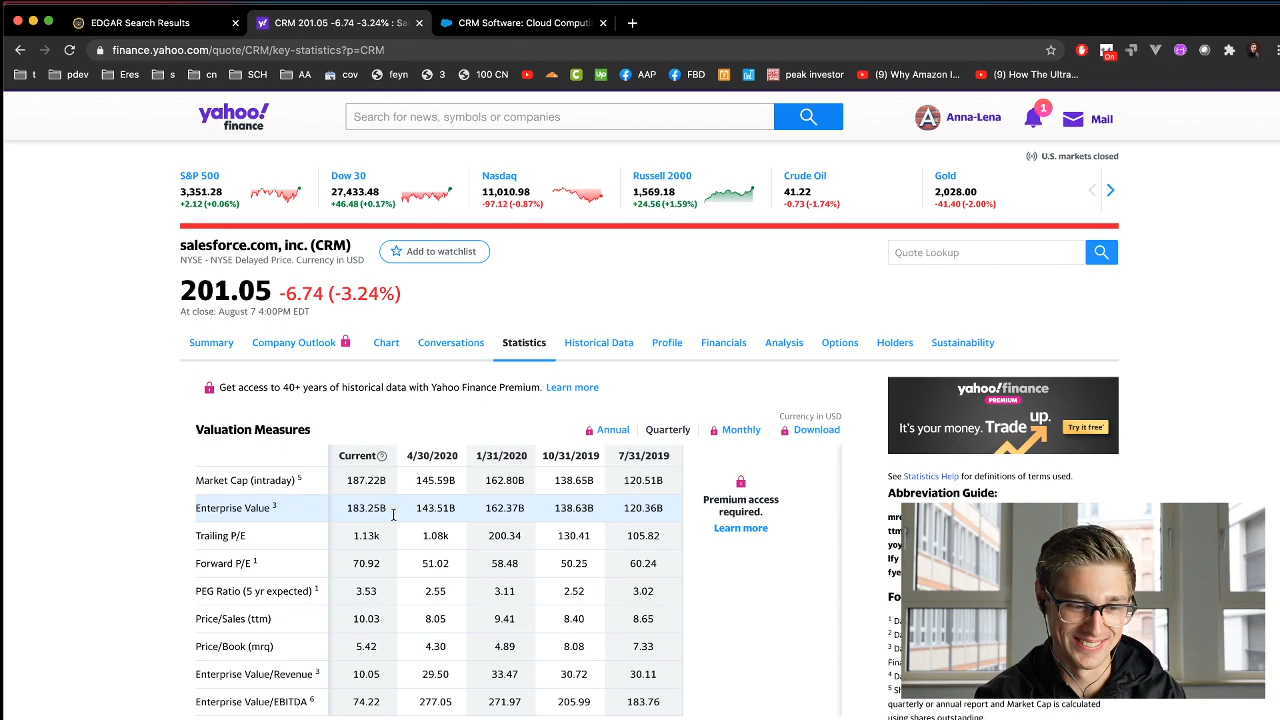 EDGAR Search Results
CRM 201.05 -6.74 -3.24% : Sa
CRM Software: Cloud Computi
finance.yahoo.com/quote/CRM/key-statistics?p=CRM
On
t pdev Eres s cn SCH AA cov feyn 3 100 CN AAP FBD peak investor (9) Why Amazon I... (9) How The Ultra...
yahoo! finance
Search for news, symbols or companies
Anna-Lena
1
Mail
U.S. markets closed
S&P 500
3,351.28
+2.12 (+0.06%)
Dow 30
27,433.48
+46.48 (+0.17%)
Nasdaq
11,010.98
-97.12 (-0.87%)
Russell 2000
1,569.18
+24.56 (+1.59%)
Crude Oil
41.22
-0.73 (-1.74%)
Gold
2,028.00
-41.40 (-2.00%)
salesforce.com, inc. (CRM)
NYSE - NYSE Delayed Price. Currency in USD
Add to watchlist
Quote Lookup
201.05 -6.74 (-3.24%)
At close: August 7 4:00PM EDT
Summary Company Outlook Chart Conversations Statistics Historical Data Profile Financials Analysis Options Holders Sustainability
Get access to 40+ years of historical data with Yahoo Finance Premium. Learn more
Currency in USD
Valuation Measures
Annual Quarterly Monthly Download
Current 4/30/2020 1/31/2020 10/31/2019 7/31/2019
Market Cap (intraday) 5 187.22B 145.59B 162.80B 138.65B 120.51B
Enterprise Value 3 183.25B 143.51B 162.37B 138.63B 120.36B
Trailing P/E 1.13k 1.08k 200.34 130.41 105.82
Forward P/E 1 70.92 51.02 58.48 50.25 60.24
PEG Ratio (5 yr expected) 1 3.53 2.55 3.11 2.52 3.02
Price/Sales (ttm) 10.03 8.05 9.41 8.40 8.65
Price/Book (mrq) 5.42 4.30 4.89 8.08 7.33
Enterprise Value/Revenue 3 10.05 29.50 33.47 30.72 30.11
Enterprise Value/EBITDA 6 74.22 277.05 271.97 205.99 183.76
Premium access
required.
Learn more
yahoo!finance
PREMIUM
It's your money. Trade up.
Try it free*
See Statistics Help for definitions of terms used.
Abbreviation Guide:
quarterly or annual report and Market Cap is calculated
using shares outstanding.